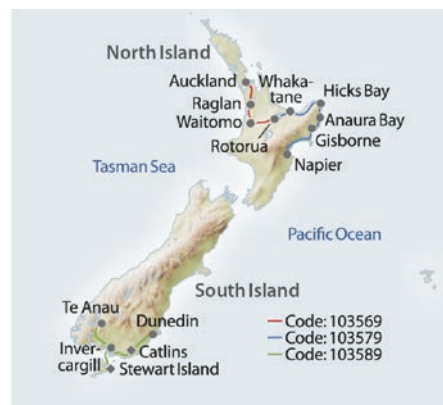 North Island
Auckland
Whaka-
tane
Hicks Bay
Raglan
Anaura Bay
Waitomo
Gisborne
Rotorua
Napier
Tasman Sea
Pacific Ocean
South Island
Te Anau
Dunedin
Code: 103569
Code: 103579
Code: 103589
Inver-
cargill
Catlins
Stewart Island